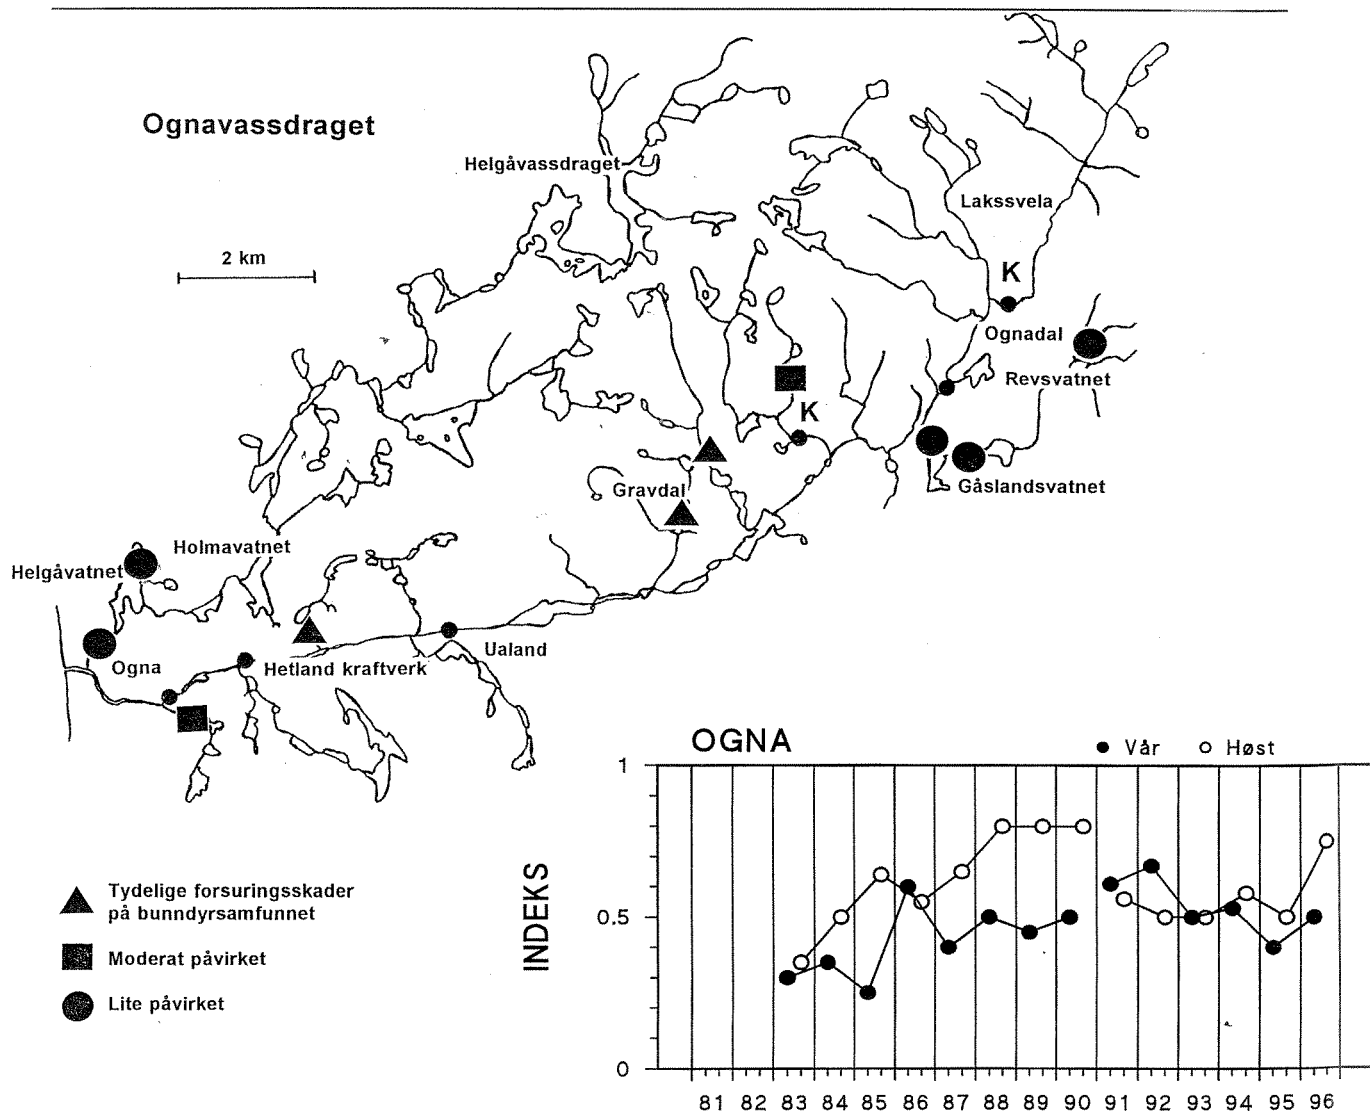 Ognavassdraget
Helgåvassdraget
Lakssvela
2 km
K
Ognadal
Revsvatnet
K
Gravdal
Gåslandsvatnet
Holmavatnet
Helgåvatnet
Ualand
Ogna
Hetland kraftverk
Tydelige forsuringsskader
på bunndyrsamfunnet
Moderat påvirket
Lite påvirket
OGNA
Vår Høst
INDEKS
1
0.5
0
81 82 83 84 85 86 87 88 89 90 91 92 93 94 95 96